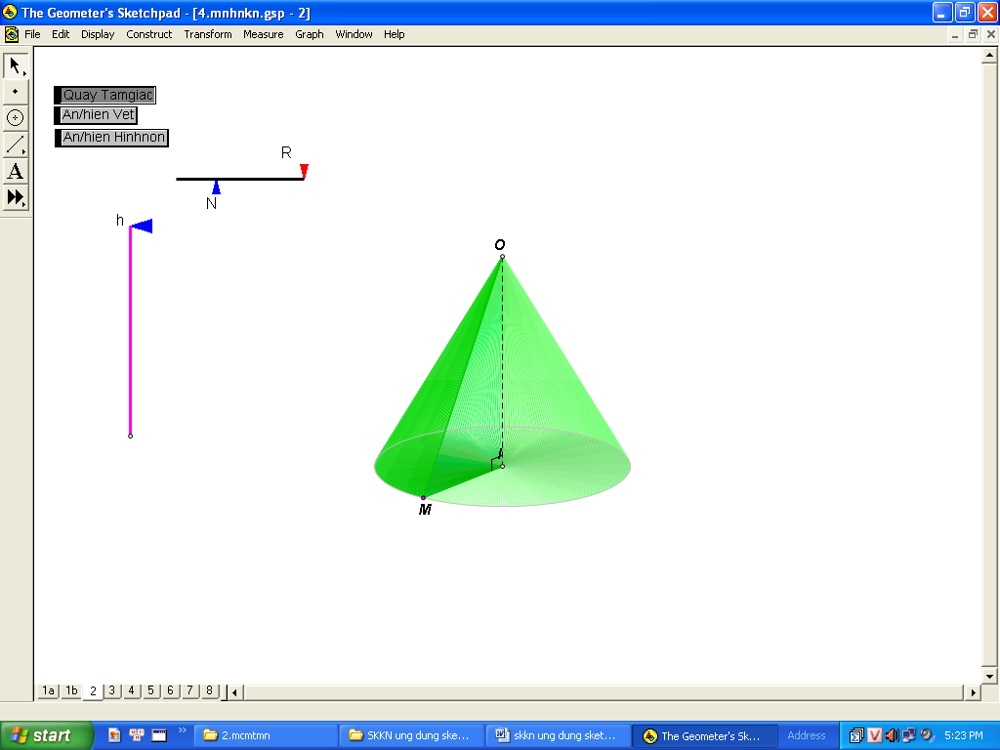 The Geometer's Sketchpad - [4.mnhnkn.gsp - 2]
File Edit Display Construct Transform Measure Graph Window Help
Quay Tamgiac
An/hien Vet
An/hien Hinhnon
R
N
h
O
I
M
A
1a 1b 2 3 4 5 6 7 8
start 2.mcmtmn SKKN ung dung ske... skkn ung dung sket... The Geometer's Sk... Address 5:23 PM